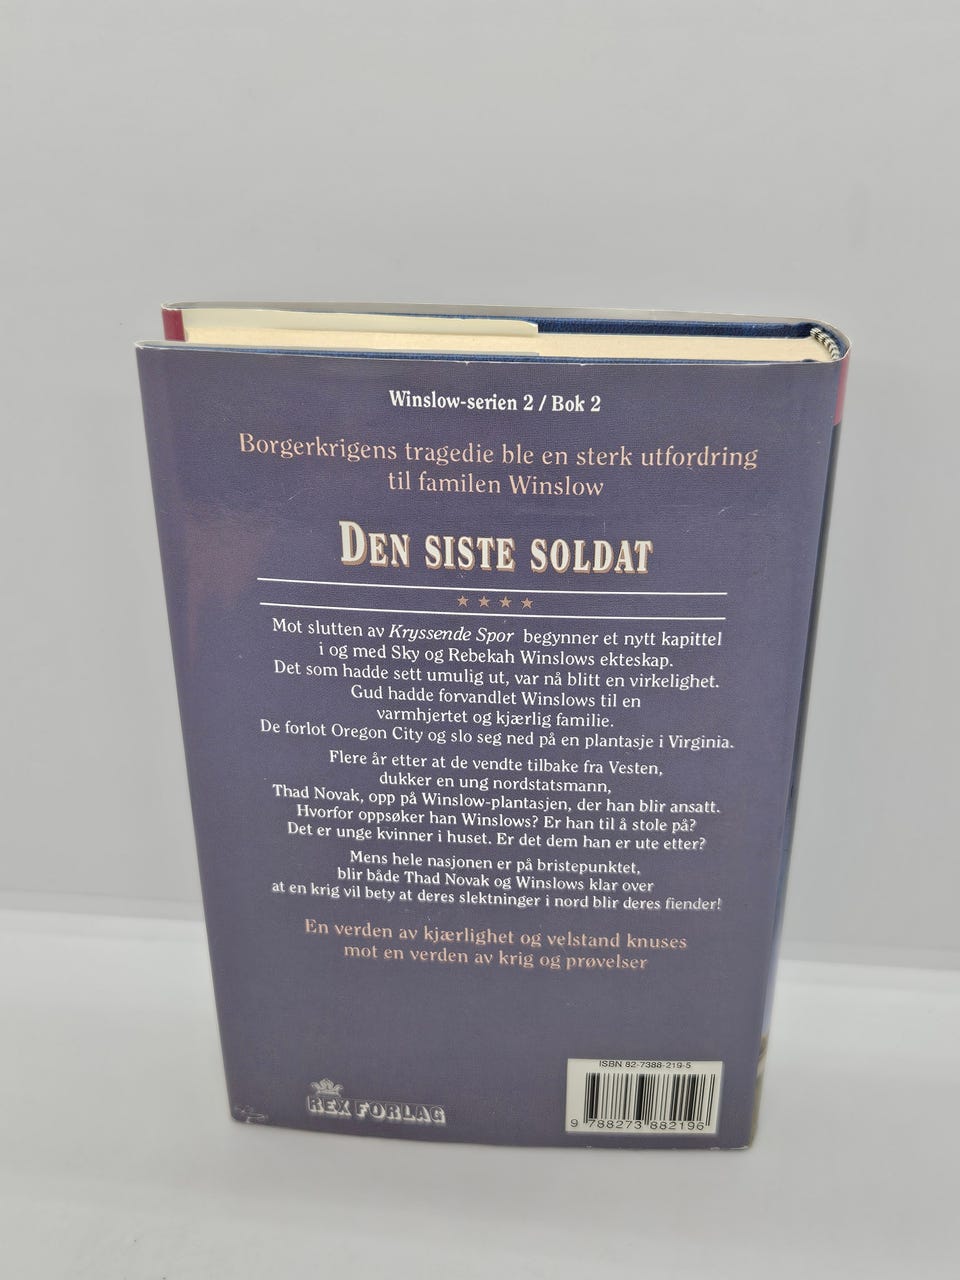 Winslow-serien 2 / Bok 2
Borgerkrigens tragedie ble en sterk utfordring
til familen Winslow
DEN SISTE SOLDAT
Mot slutten av Kryssende Spor begynner et nytt kapittel
i og med Sky og Rebekah Winslows ekteskap.
Det som hadde sett umulig ut, var nå blitt en virkelighet.
Gud hadde forvandlet Winslows til en
varmhjertet og kjærlig familie.
De forlot Oregon City og slo seg ned på en plantasje i Virginia.
Flere år etter at de vendte tilbake fra Vesten,
dukker en ung nordstatsmann,
Thad Novak, opp på Winslow-plantasjen, der han blir ansatt.
Hvorfor oppsøker han Winslows? Er han til å stole på?
Det er unge kvinner i huset. Er det dem han er ute etter?
Mens hele nasjonen er på bristepunktet,
blir både Thad Novak og Winslows klar over
at en krig vil bety at deres slektninger i nord blir deres fiender!
En verden av kjærlighet og velstand knuses
mot en verden av krig og prøvelser
ISBN 82-7388-219-5
REX FORLAG
9 788273 882196